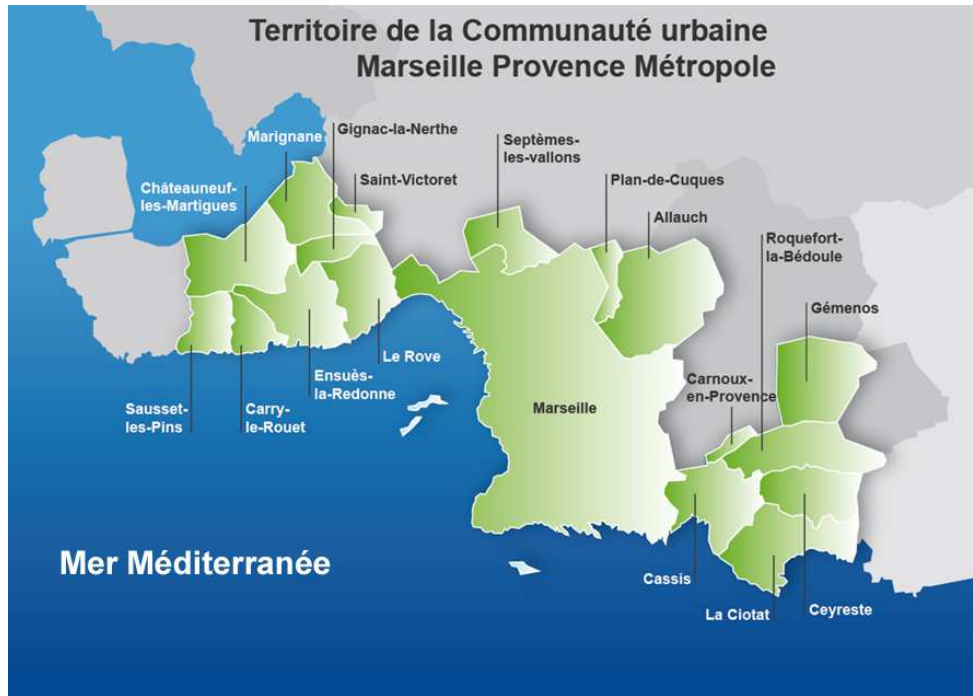 Territoire de la Communauté urbaine
Marseille Provence Métropole
Marignane
Gignac-la-Nerthe
Septèmes-
les-vallons
Châteauneuf-
les-Martigues
Saint-Victoret
Plan-de-Cuques
Allauch
Roquefort-
la-Bédoule
Gémenos
Le Rove
Ensuès-
la-Redonne
Carnoux-
en-Provence
Sausset-
les-Pins
Carry-
le-Rouet
Marseille
Mer Méditerranée
Cassis
La Ciotat
Ceyreste